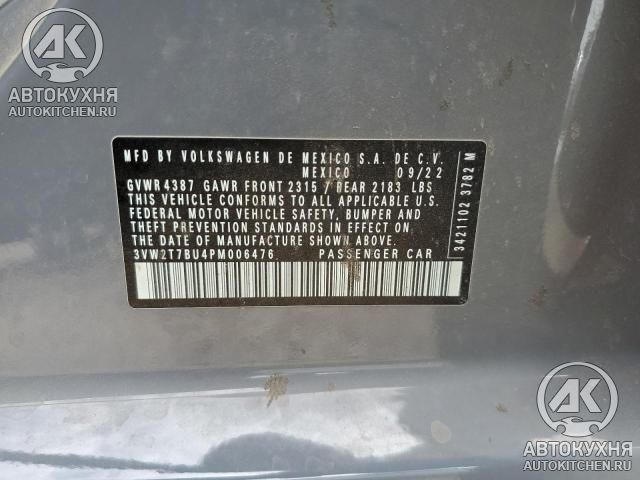 AK
АВТОКУХНЯ
AUTOKITCHEN.RU
MFD BY VOLKSWAGEN DE MEXICO S.A. DE C.V.
MEXICO 09/22
GVWR 4387 GAWR FRONT 2315 / REAR 2183 LBS
THIS VEHICLE CONFORMS TO ALL APPLICABLE U.S.
FEDERAL MOTOR VEHICLE SAFETY, BUMPER AND
THEFT PREVENTION STANDARDS IN EFFECT ON
THE DATE OF MANUFACTURE SHOWN ABOVE.
3VW2T7BU4PM006476 PASSENGER CAR
3421102 3782 M
AK
АВТОКУХНЯ
AUTOKITCHEN.RU